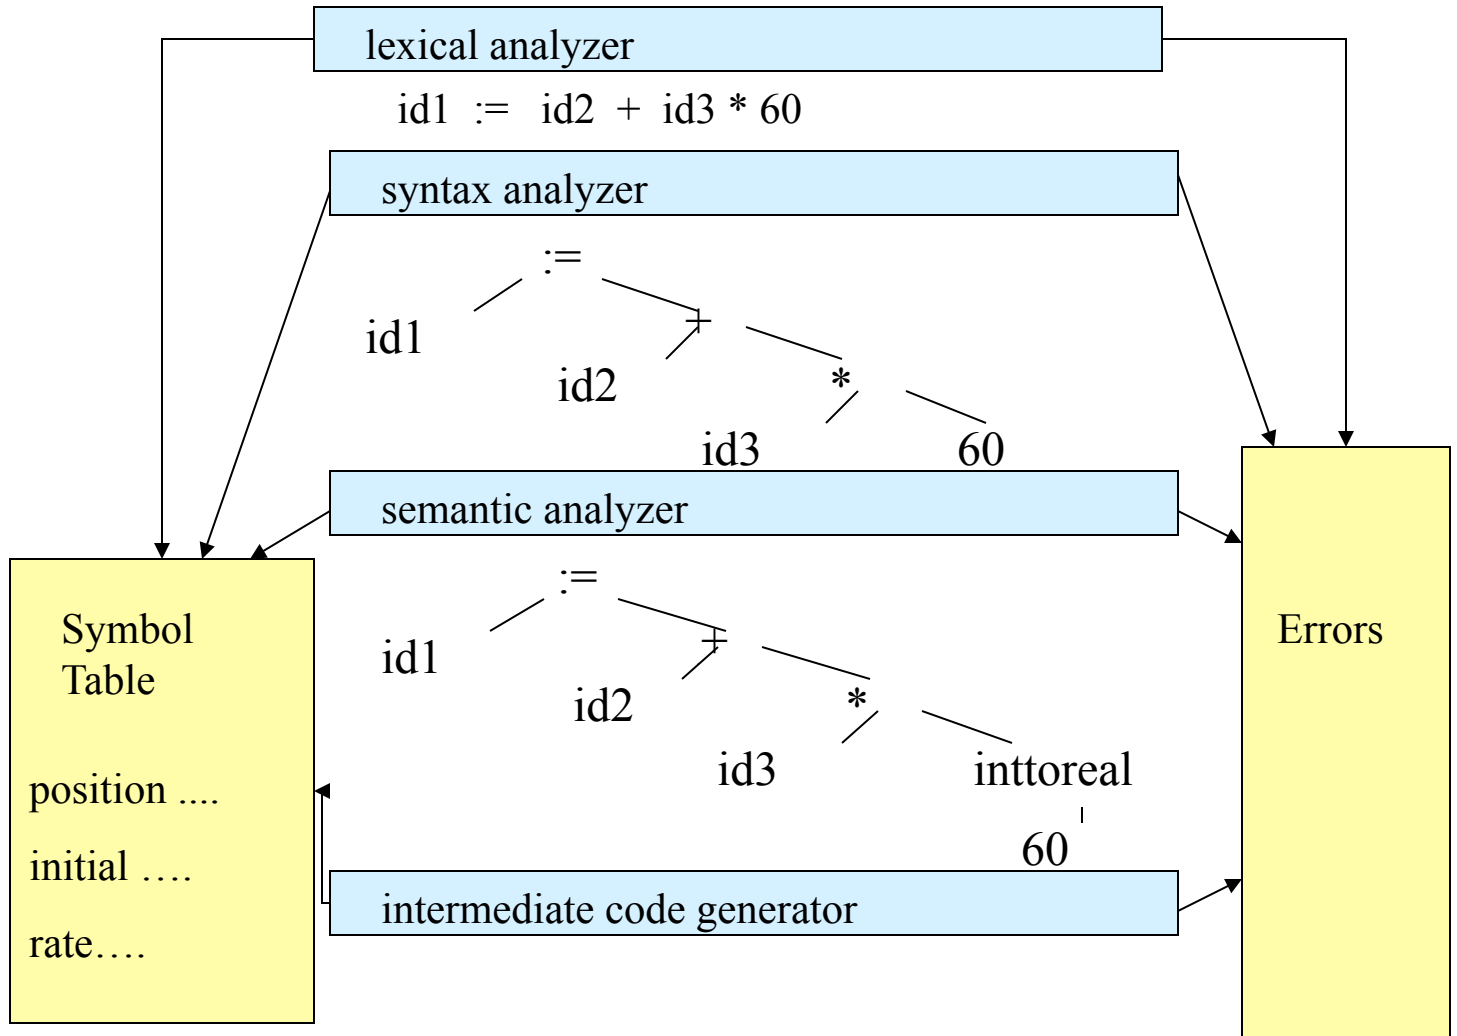 lexical analyzer
id1 := id2 + id3 * 60
syntax analyzer
:=
id1
+
id2
*
id3
60
semantic analyzer
:=
id1
+
id2
*
id3
inttoreal
60
intermediate code generator
Symbol
Table
position ....
initial ….
rate….
Errors